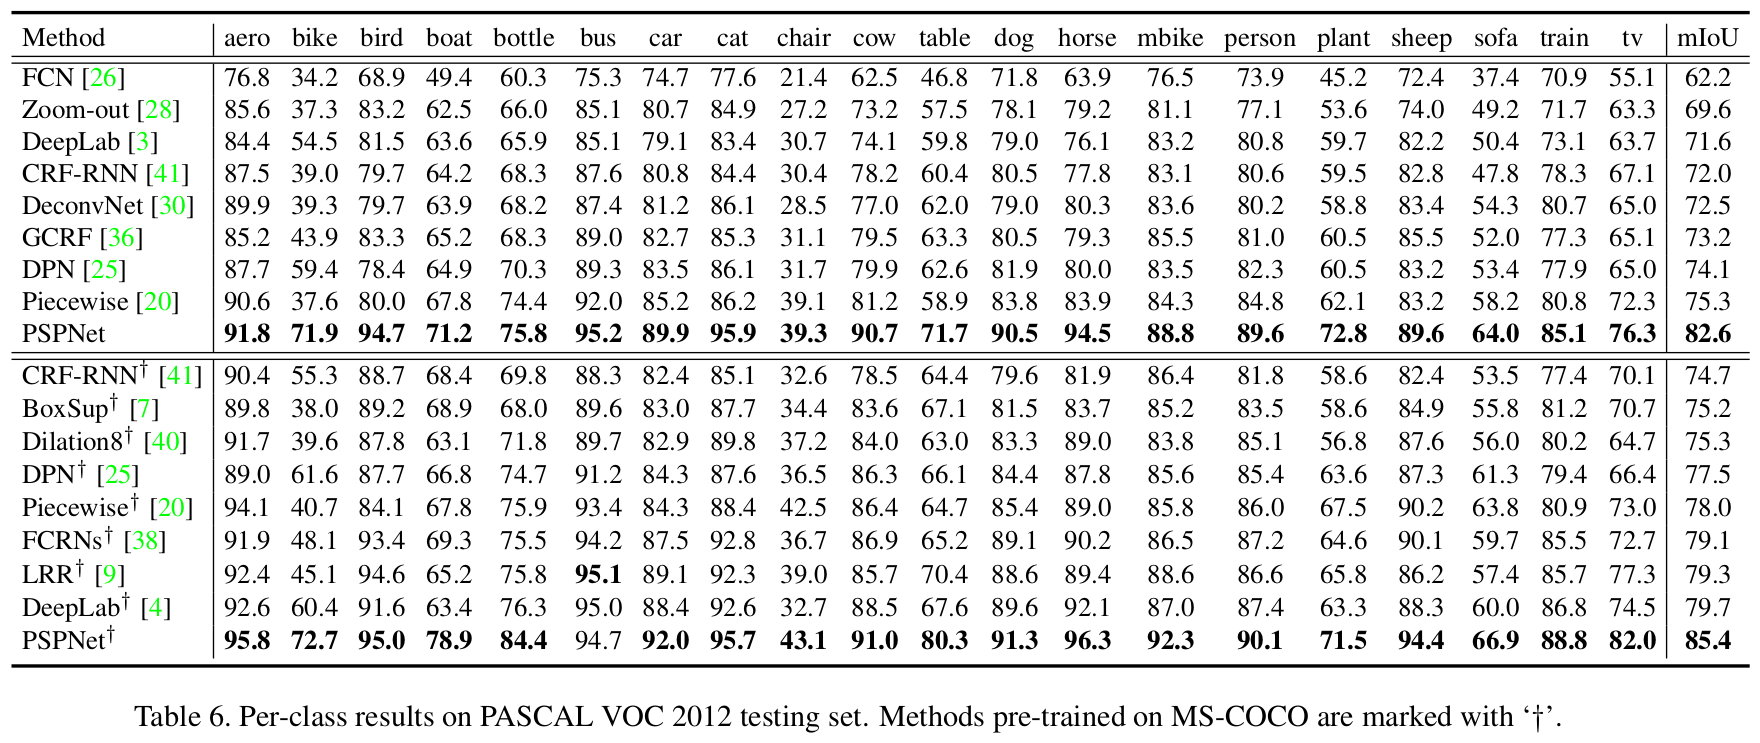 Method aero bike bird boat bottle bus car cat chair cow table dog horse mbike person plant sheep sofa train tv mIoU
FCN [26] 76.8 34.2 68.9 49.4 60.3 75.3 74.7 77.6 21.4 62.5 46.8 71.8 63.9 76.5 73.9 45.2 72.4 37.4 70.9 55.1 62.2
Zoom-out [28] 85.6 37.3 83.2 62.5 66.0 85.1 80.7 84.9 27.2 73.2 57.5 78.1 79.2 81.1 77.1 53.6 74.0 49.2 71.7 63.3 69.6
DeepLab [3] 84.4 54.5 81.5 63.6 65.9 85.1 79.1 83.4 30.7 74.1 59.8 79.0 76.1 83.2 80.8 59.7 82.2 50.4 73.1 63.7 71.6
CRF-RNN [41] 87.5 39.0 79.7 64.2 68.3 87.6 80.8 84.4 30.4 78.2 60.4 80.5 77.8 83.1 80.6 59.5 82.8 47.8 78.3 67.1 72.0
DeconvNet [30] 89.9 39.3 79.7 63.9 68.2 87.4 81.2 86.1 28.5 77.0 62.0 79.0 80.3 83.6 80.2 58.8 83.4 54.3 80.7 65.0 72.5
GCRF [36] 85.2 43.9 83.3 65.2 68.3 89.0 82.7 85.3 31.1 79.5 63.3 80.5 79.3 85.5 81.0 60.5 85.5 52.0 77.3 65.1 73.2
DPN [25] 87.7 59.4 78.4 64.9 70.3 89.3 83.5 86.1 31.7 79.9 62.6 81.9 80.0 83.5 82.3 60.5 83.2 53.4 77.9 65.0 74.1
Piecewise [20] 90.6 37.6 80.0 67.8 74.4 92.0 85.2 86.2 39.1 81.2 58.9 83.8 83.9 84.3 84.8 62.1 83.2 58.2 80.8 72.3 75.3
PSPNet 91.8 71.9 94.7 71.2 75.8 95.2 89.9 95.9 39.3 90.7 71.7 90.5 94.5 88.8 89.6 72.8 89.6 64.0 85.1 76.3 82.6
CRF-RNN† [41] 90.4 55.3 88.7 68.4 69.8 88.3 82.4 85.1 32.6 78.5 64.4 79.6 81.9 86.4 81.8 58.6 82.4 53.5 77.4 70.1 74.7
BoxSup† [7] 89.8 38.0 89.2 68.9 68.0 89.6 83.0 87.7 34.4 83.6 67.1 81.5 83.7 85.2 83.5 58.6 84.9 55.8 81.2 70.7 75.2
Dilation8† [40] 91.7 39.6 87.8 63.1 71.8 89.7 82.9 89.8 37.2 84.0 63.0 83.3 89.0 83.8 85.1 56.8 87.6 56.0 80.2 64.7 75.3
DPN† [25] 89.0 61.6 87.7 66.8 74.7 91.2 84.3 87.6 36.5 86.3 66.1 84.4 87.8 85.6 85.4 63.6 87.3 61.3 79.4 66.4 77.5
Piecewise† [20] 94.1 40.7 84.1 67.8 75.9 93.4 84.3 88.4 42.5 86.4 64.7 85.4 89.0 85.8 86.0 67.5 90.2 63.8 80.9 73.0 78.0
FCRNs† [38] 91.9 48.1 93.4 69.3 75.5 94.2 87.5 92.8 36.7 86.9 65.2 89.1 90.2 86.5 87.2 64.6 90.1 59.7 85.5 72.7 79.1
LRR† [9] 92.4 45.1 94.6 65.2 75.8 95.1 89.1 92.3 39.0 85.7 70.4 88.6 89.4 88.6 86.6 65.8 86.2 57.4 85.7 77.3 79.3
DeepLab† [4] 92.6 60.4 91.6 63.4 76.3 95.0 88.4 92.6 32.7 88.5 67.6 89.6 92.1 87.0 87.4 63.3 88.3 60.0 86.8 74.5 79.7
PSPNet† 95.8 72.7 95.0 78.9 84.4 94.7 92.0 95.7 43.1 91.0 80.3 91.3 96.3 92.3 90.1 71.5 94.4 66.9 88.8 82.0 85.4
Table 6. Per-class results on PASCAL VOC 2012 testing set. Methods pre-trained on MS-COCO are marked with ‘†’.